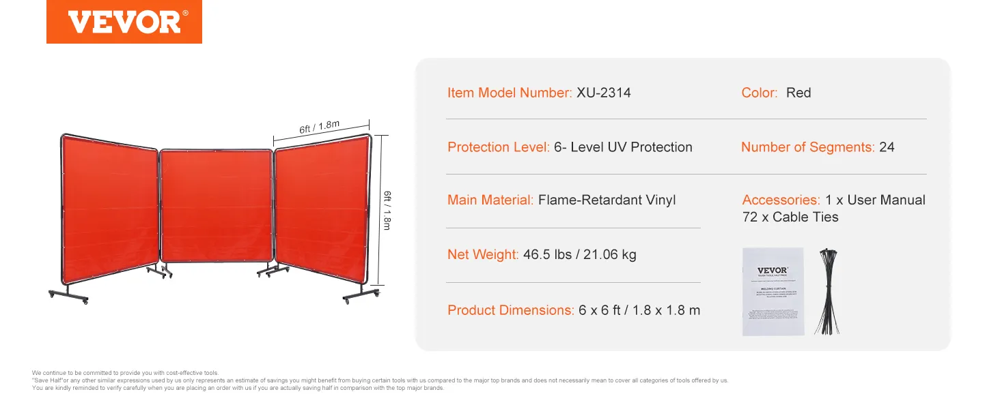 VEVOR®
6ft / 1.8m
6ft / 1.8m
Item Model Number: XU-2314
Color: Red
Protection Level: 6- Level UV Protection
Number of Segments: 24
Main Material: Flame-Retardant Vinyl
Accessories: 1 x User Manual
72 x Cable Ties
Net Weight: 46.5 lbs / 21.06 kg
Product Dimensions: 6 x 6 ft / 1.8 x 1.8 m
VEVOR®
TOUGH TOOLS, HALF PRICE
WELDING CURTAIN
We continue to be committed to provide you with cost-effective tools.
"Save Half"or any other similar expressions used by us only represents an estimate of savings you might benefit from buying certain tools with us compared to the major top brands and does not necessarily mean to cover all categories of tools offered by us.
You are kindly reminded to verify carefully when you are placing an order with us if you are actually saving half in comparison with the top major brands.